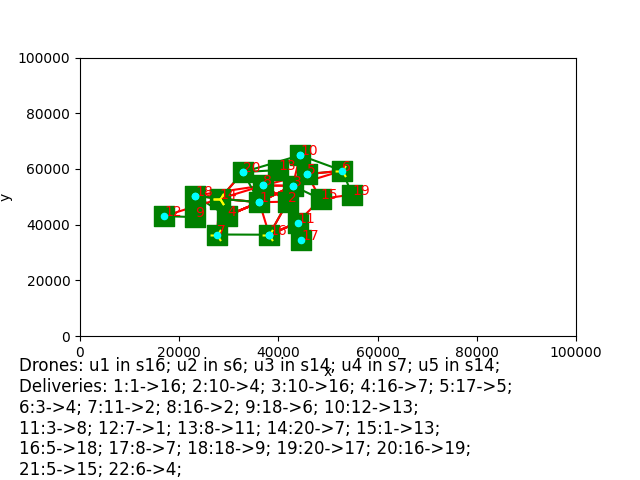 100000
80000
60000
40000
20000
0
y
0 20000 40000 60000 80000 100000
x
Drones: u1 in s16; u2 in s6; u3 in s14; u4 in s7; u5 in s14;
Deliveries: 1:1->16; 2:10->4; 3:10->16; 4:16->7; 5:17->5;
6:3->4; 7:11->2; 8:16->2; 9:18->6; 10:12->13;
11:3->8; 12:7->1; 13:8->11; 14:20->7; 15:1->13;
16:5->18; 17:8->7; 18:18->9; 19:20->17; 20:16->19;
21:5->15; 22:6->4;